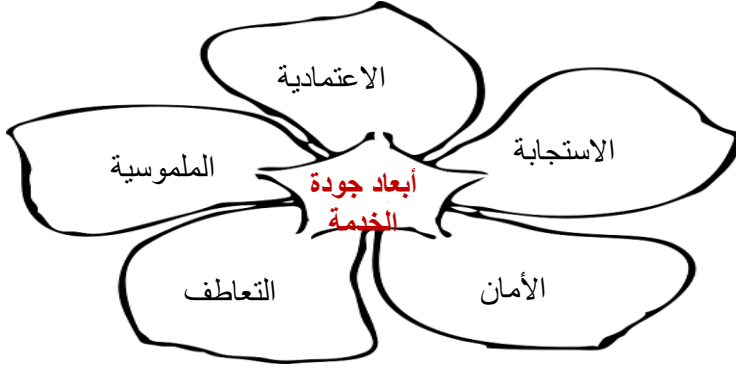 الاعتمادية
الاستجابة
الملموسية
أبعاد جودة
الخدمة
الأمان
التعاطف